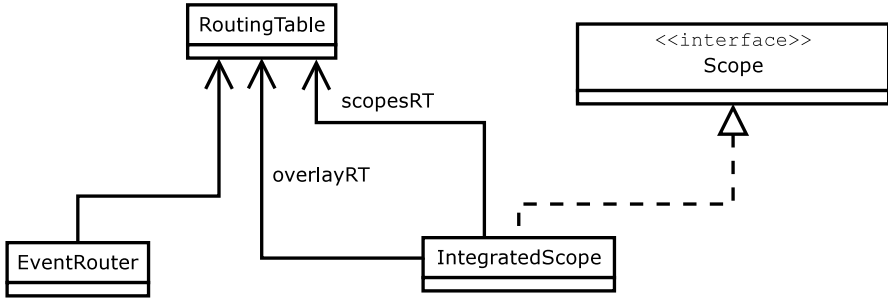 RoutingTable
<<interface>>
Scope
scopesRT
overlayRT
EventRouter
IntegratedScope